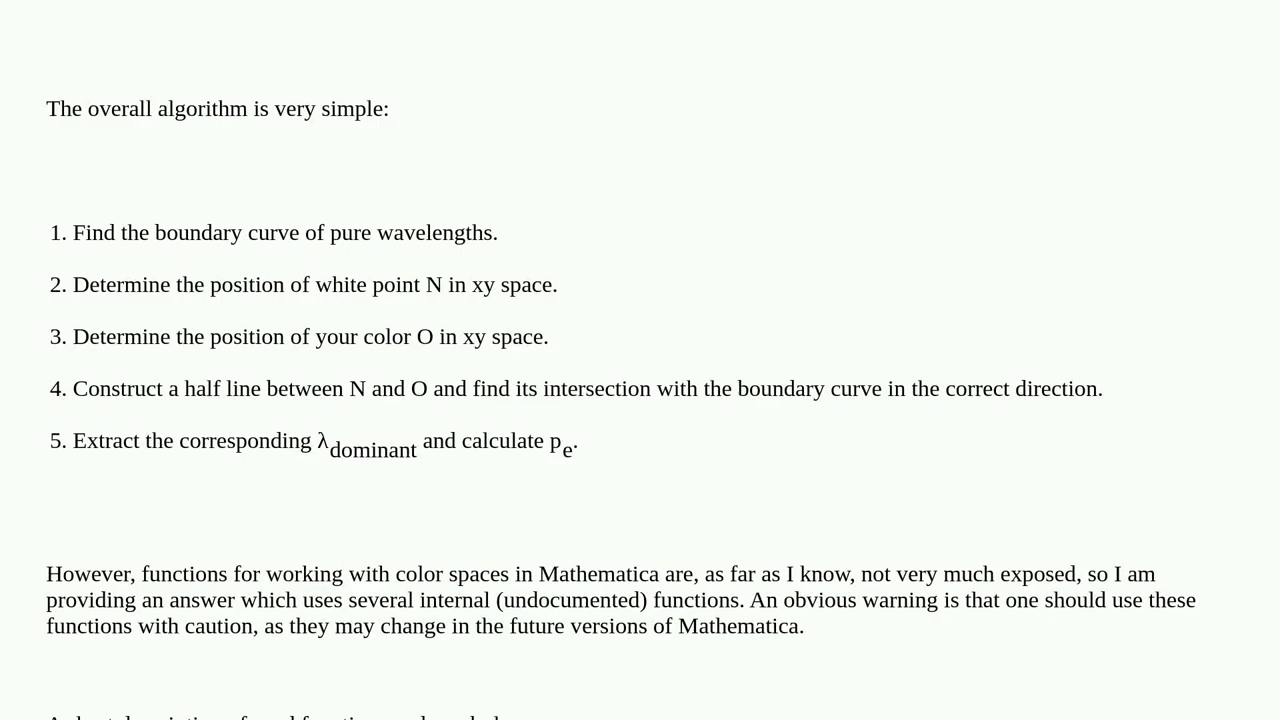 The overall algorithm is very simple:
1. Find the boundary curve of pure wavelengths.
2. Determine the position of white point N in xy space.
3. Determine the position of your color O in xy space.
4. Construct a half line between N and O and find its intersection with the boundary curve in the correct direction.
5. Extract the corresponding λdominant and calculate pe.
However, functions for working with color spaces in Mathematica are, as far as I know, not very much exposed, so I am
providing an answer which uses several internal (undocumented) functions. An obvious warning is that one should use these
functions with caution, as they may change in the future versions of Mathematica.